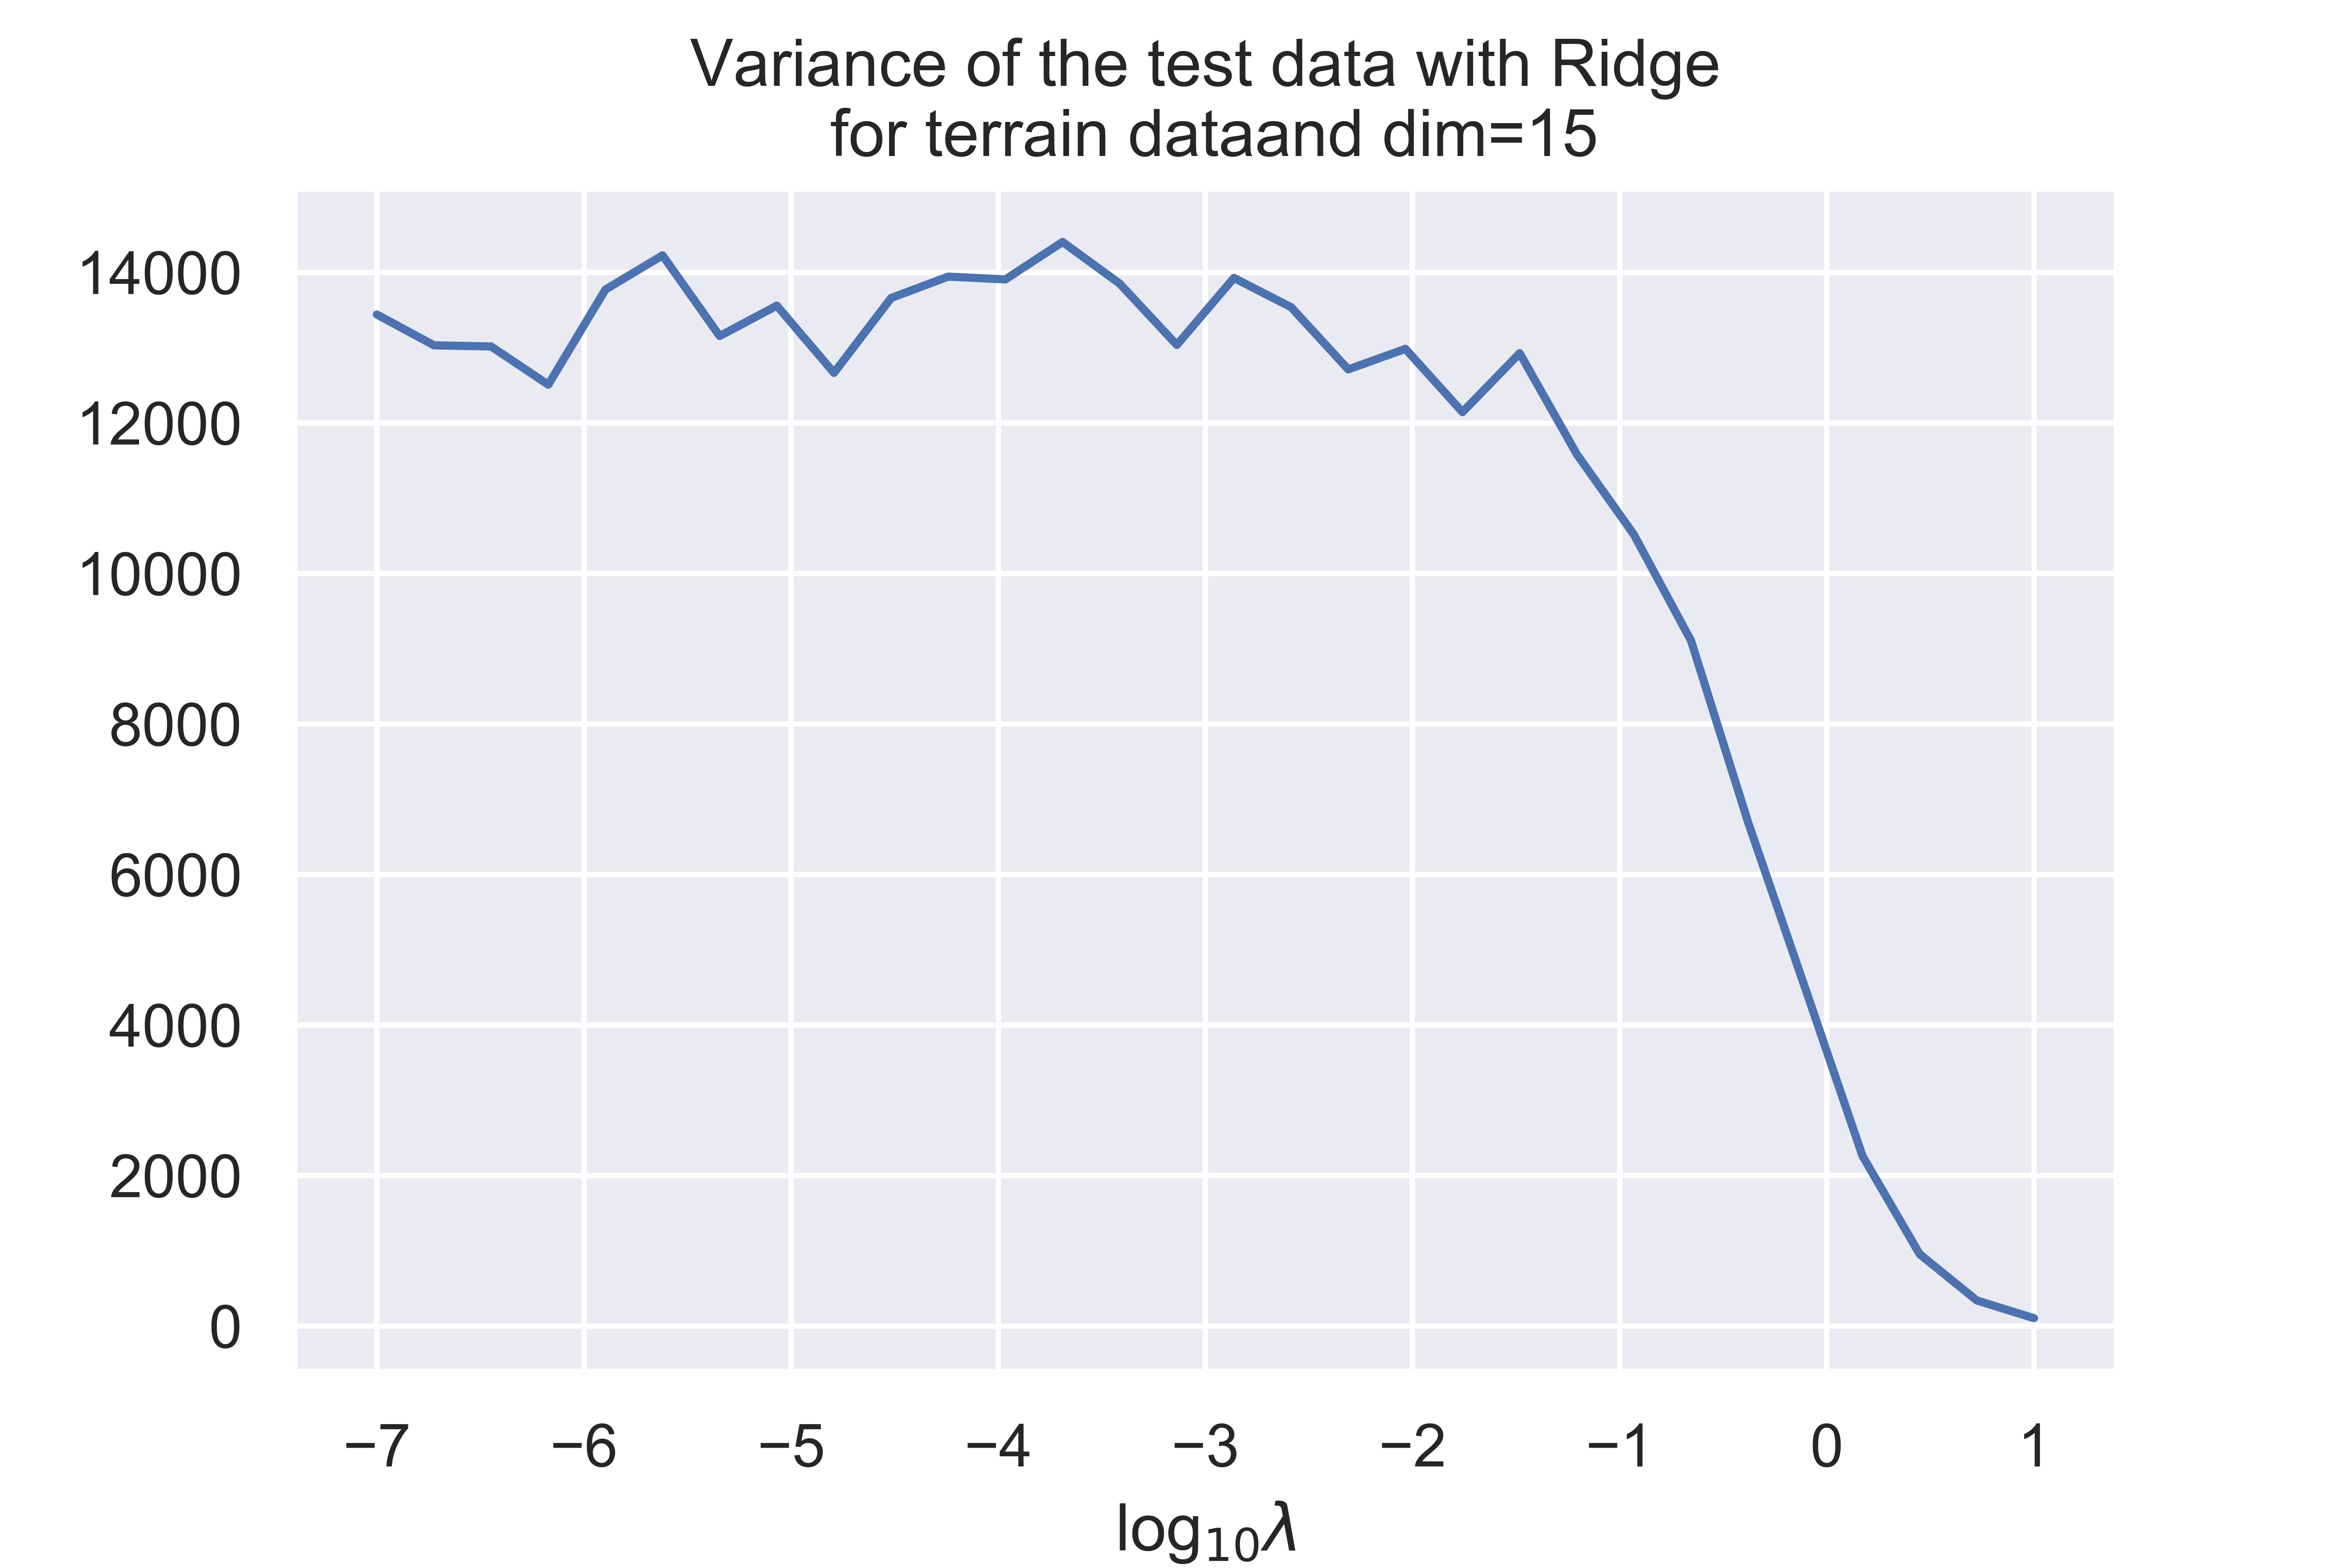 Variance of the test data with Ridge
for terrain dataaand dim=15
14000
12000
10000
8000
6000
4000
2000
0
−7 −6 −5 −4 −3 −2 −1 0 1
log₁₀λ